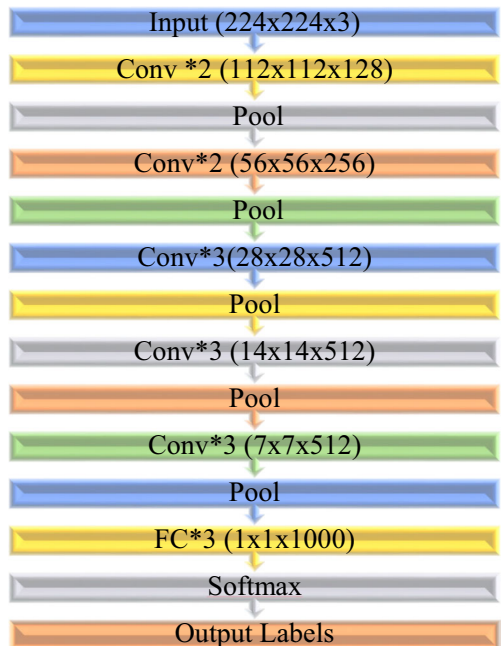 Input (224x224x3)
Conv *2 (112x112x128)
Pool
Conv*2 (56x56x256)
Pool
Conv*3(28x28x512)
Pool
Conv*3 (14x14x512)
Pool
Conv*3 (7x7x512)
Pool
FC*3 (1x1x1000)
Softmax
Output Labels